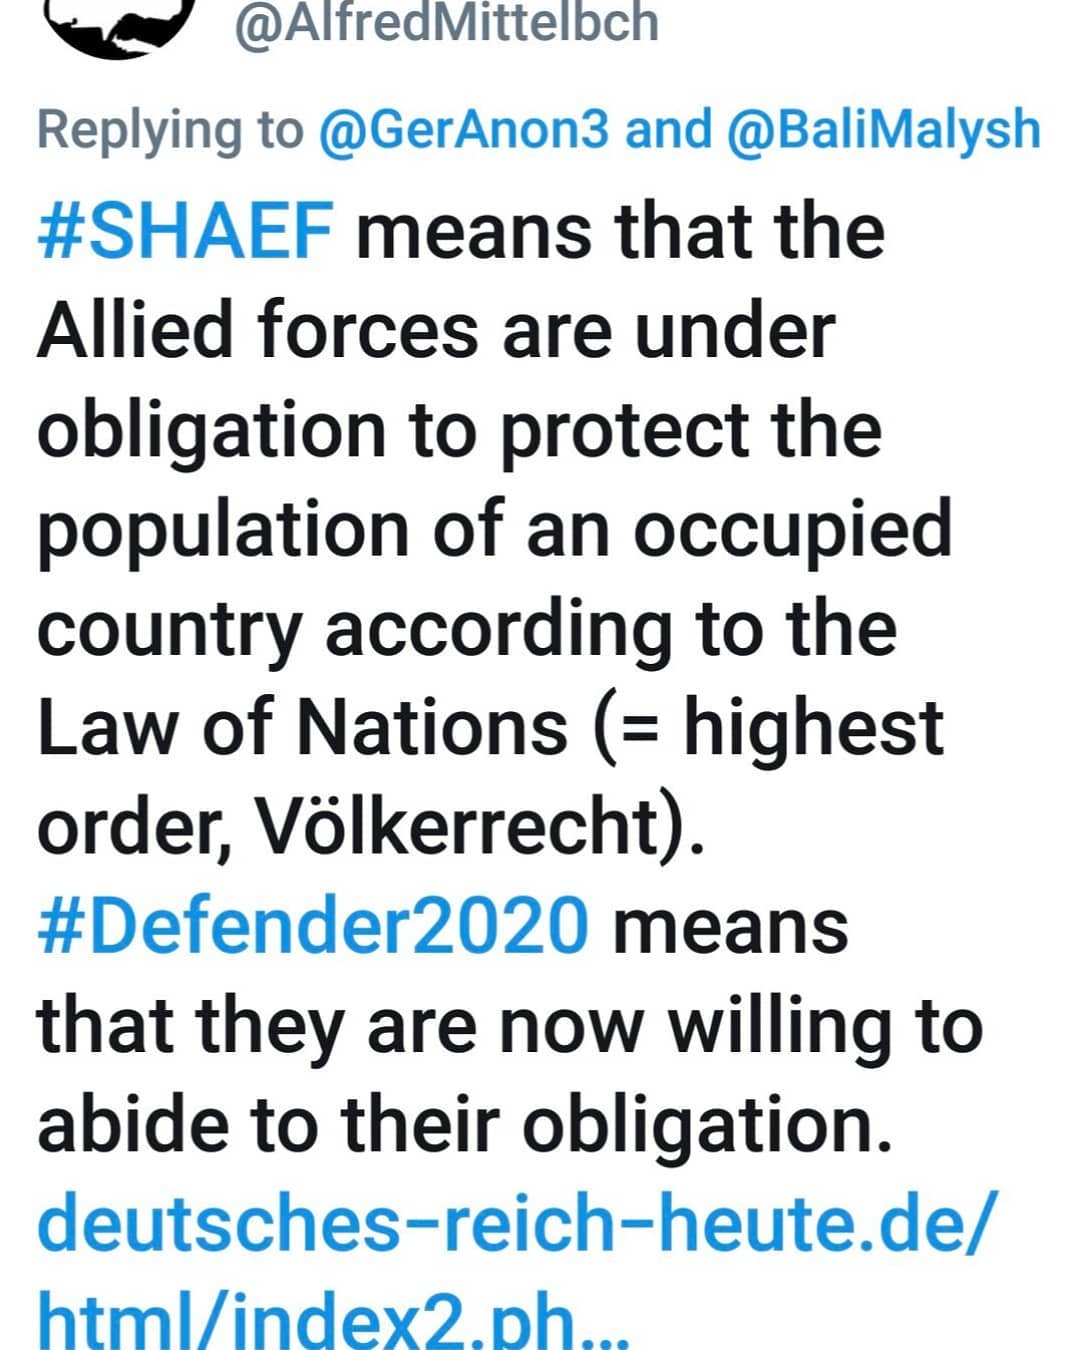 @AlfredMittelbch
Replying to @GerAnon3 and @BaliMalysh
#SHAEF means that the
Allied forces are under
obligation to protect the
population of an occupied
country according to the
Law of Nations (= highest
order, Völkerrecht).
#Defender2020 means
that they are now willing to
abide to their obligation.
deutsches-reich-heute.de/
html/index2.ph…